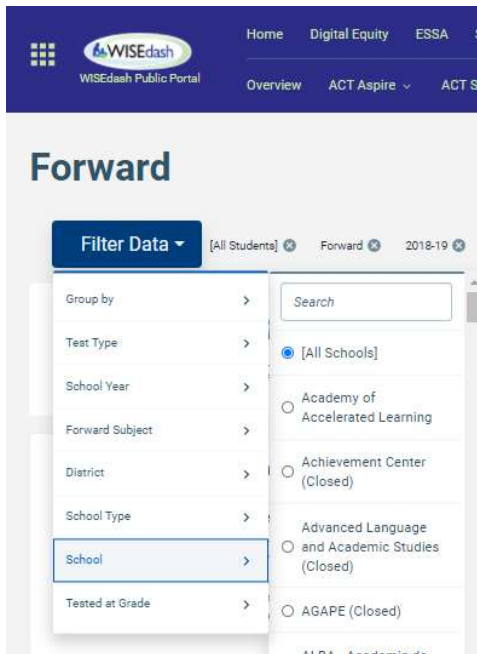 WISEdash
WISEdash Public Portal
Home Digital Equity ESSA
Overview ACT Aspire ACT S
Forward
Filter Data [All Students] Forward 2018-19
Group by
Test Type
School Year
Forward Subject
District
School Type
School
Tested at Grade
Search
[All Schools]
Academy of
Accelerated Learning
Achievement Center
(Closed)
Advanced Language
and Academic Studies
(Closed)
AGAPE (Closed)